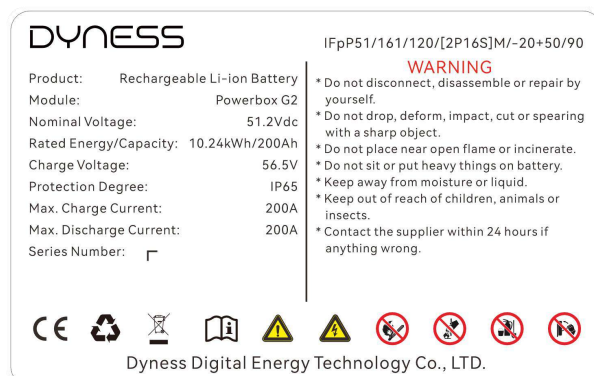 DYNESS
Product: Rechargeable Li-ion Battery
Module: Powerbox G2
Nominal Voltage: 51.2Vdc
Rated Energy/Capacity: 10.24kWh/200Ah
Charge Voltage: 56.5V
Protection Degree: IP65
Max. Charge Current: 200A
Max. Discharge Current: 200A
Series Number:
IFpP51/161/120/[2P16S]M/-20+50/90
WARNING
* Do not disconnect, disassemble or repair by
yourself.
* Do not drop, deform, impact, cut or spearing
with a sharp object.
* Do not place near open flame or incinerate.
* Do not sit or put heavy things on battery.
* Keep away from moisture or liquid.
* Keep out of reach of children, animals or
insects.
* Contact the supplier within 24 hours if
anything wrong.
CE
Dyness Digital Energy Technology Co., LTD.